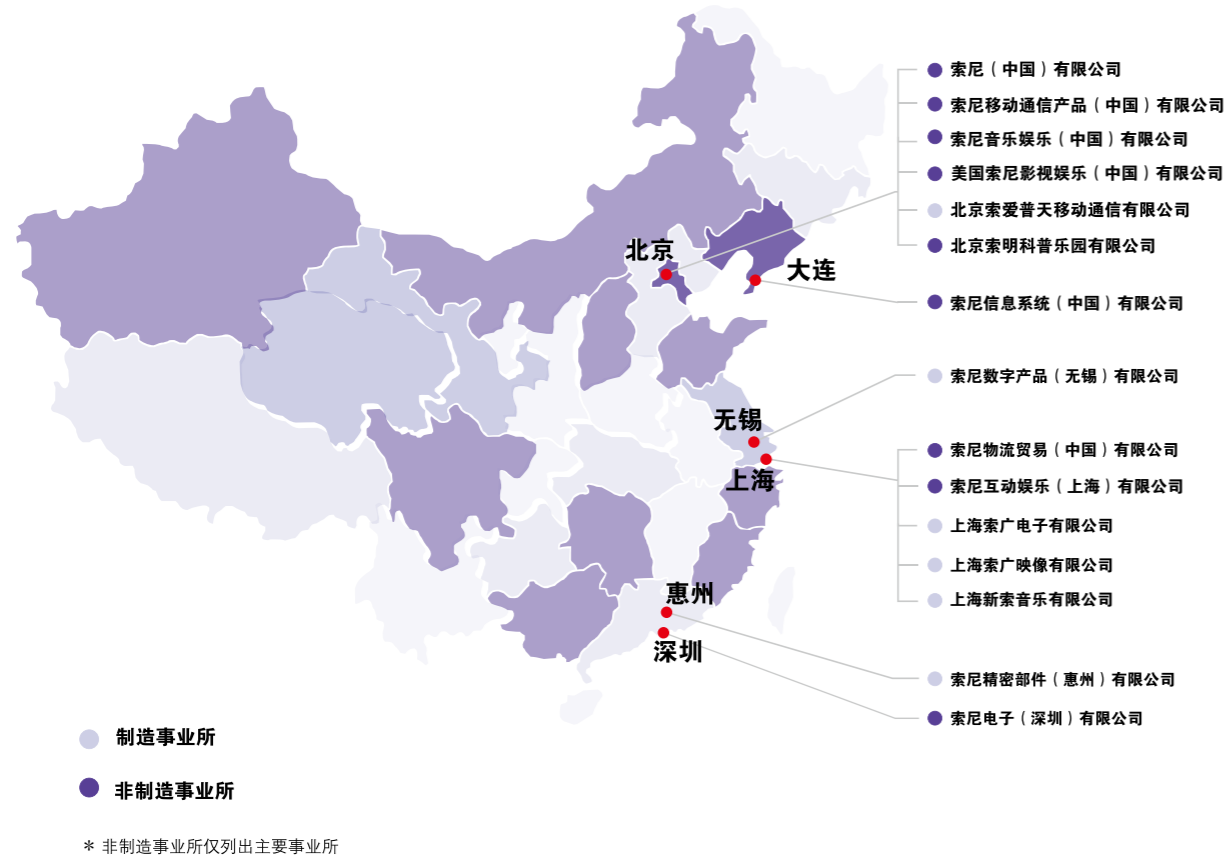 索尼（中国）有限公司
索尼移动通信产品（中国）有限公司
索尼音乐娱乐（中国）有限公司
美国索尼影视娱乐（中国）有限公司
北京索爱普天移动通信有限公司
北京索明科普乐园有限公司
北京
大连
索尼信息系统（中国）有限公司
索尼数字产品（无锡）有限公司
无锡
上海
索尼物流贸易（中国）有限公司
索尼互动娱乐（上海）有限公司
上海索广电子有限公司
上海索广映像有限公司
上海新索音乐有限公司
惠州
深圳
索尼精密部件（惠州）有限公司
索尼电子（深圳）有限公司
制造事业所
非制造事业所
＊ 非制造事业所仅列出主要事业所